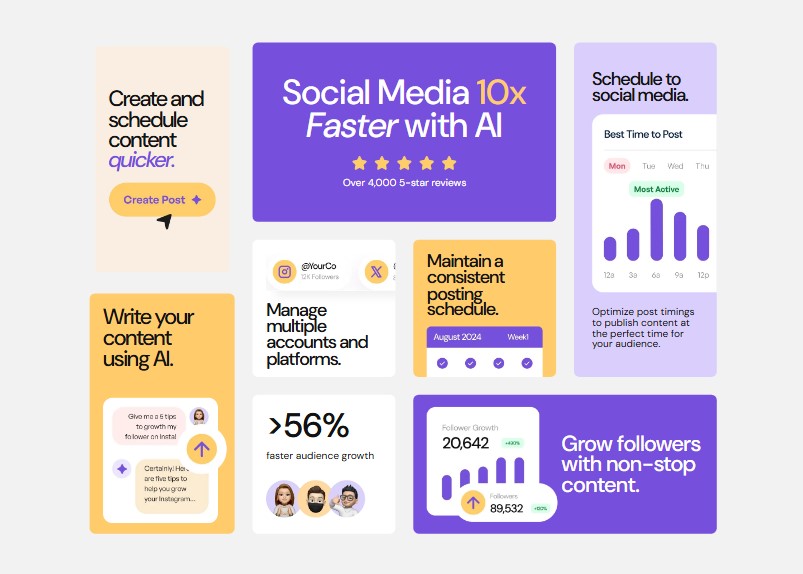 Create and
schedule
content
quicker.
Create Post
Social Media 10x
Faster with AI
Over 4,000 5-star reviews
Schedule to
social media.
Best Time to Post
Mon Tue Wed Thu
Most Active
12a 3a 6a 9a 12p
Optimize post timings
to publish content at
the perfect time for
your audience.
@YourCo
12K Followers
Manage
multiple
accounts and
platforms.
Maintain a
consistent
posting
schedule.
August 2024 Week1
Write your
content
using AI.
Give me a 5 tips
to growth my
follower on Insta!
Certainly! Here
are five tips to
help you grow
your Instagram...
>56%
faster audience growth
Follower Growth
20,642
Followers
89,532
Grow followers
with non-stop
content.